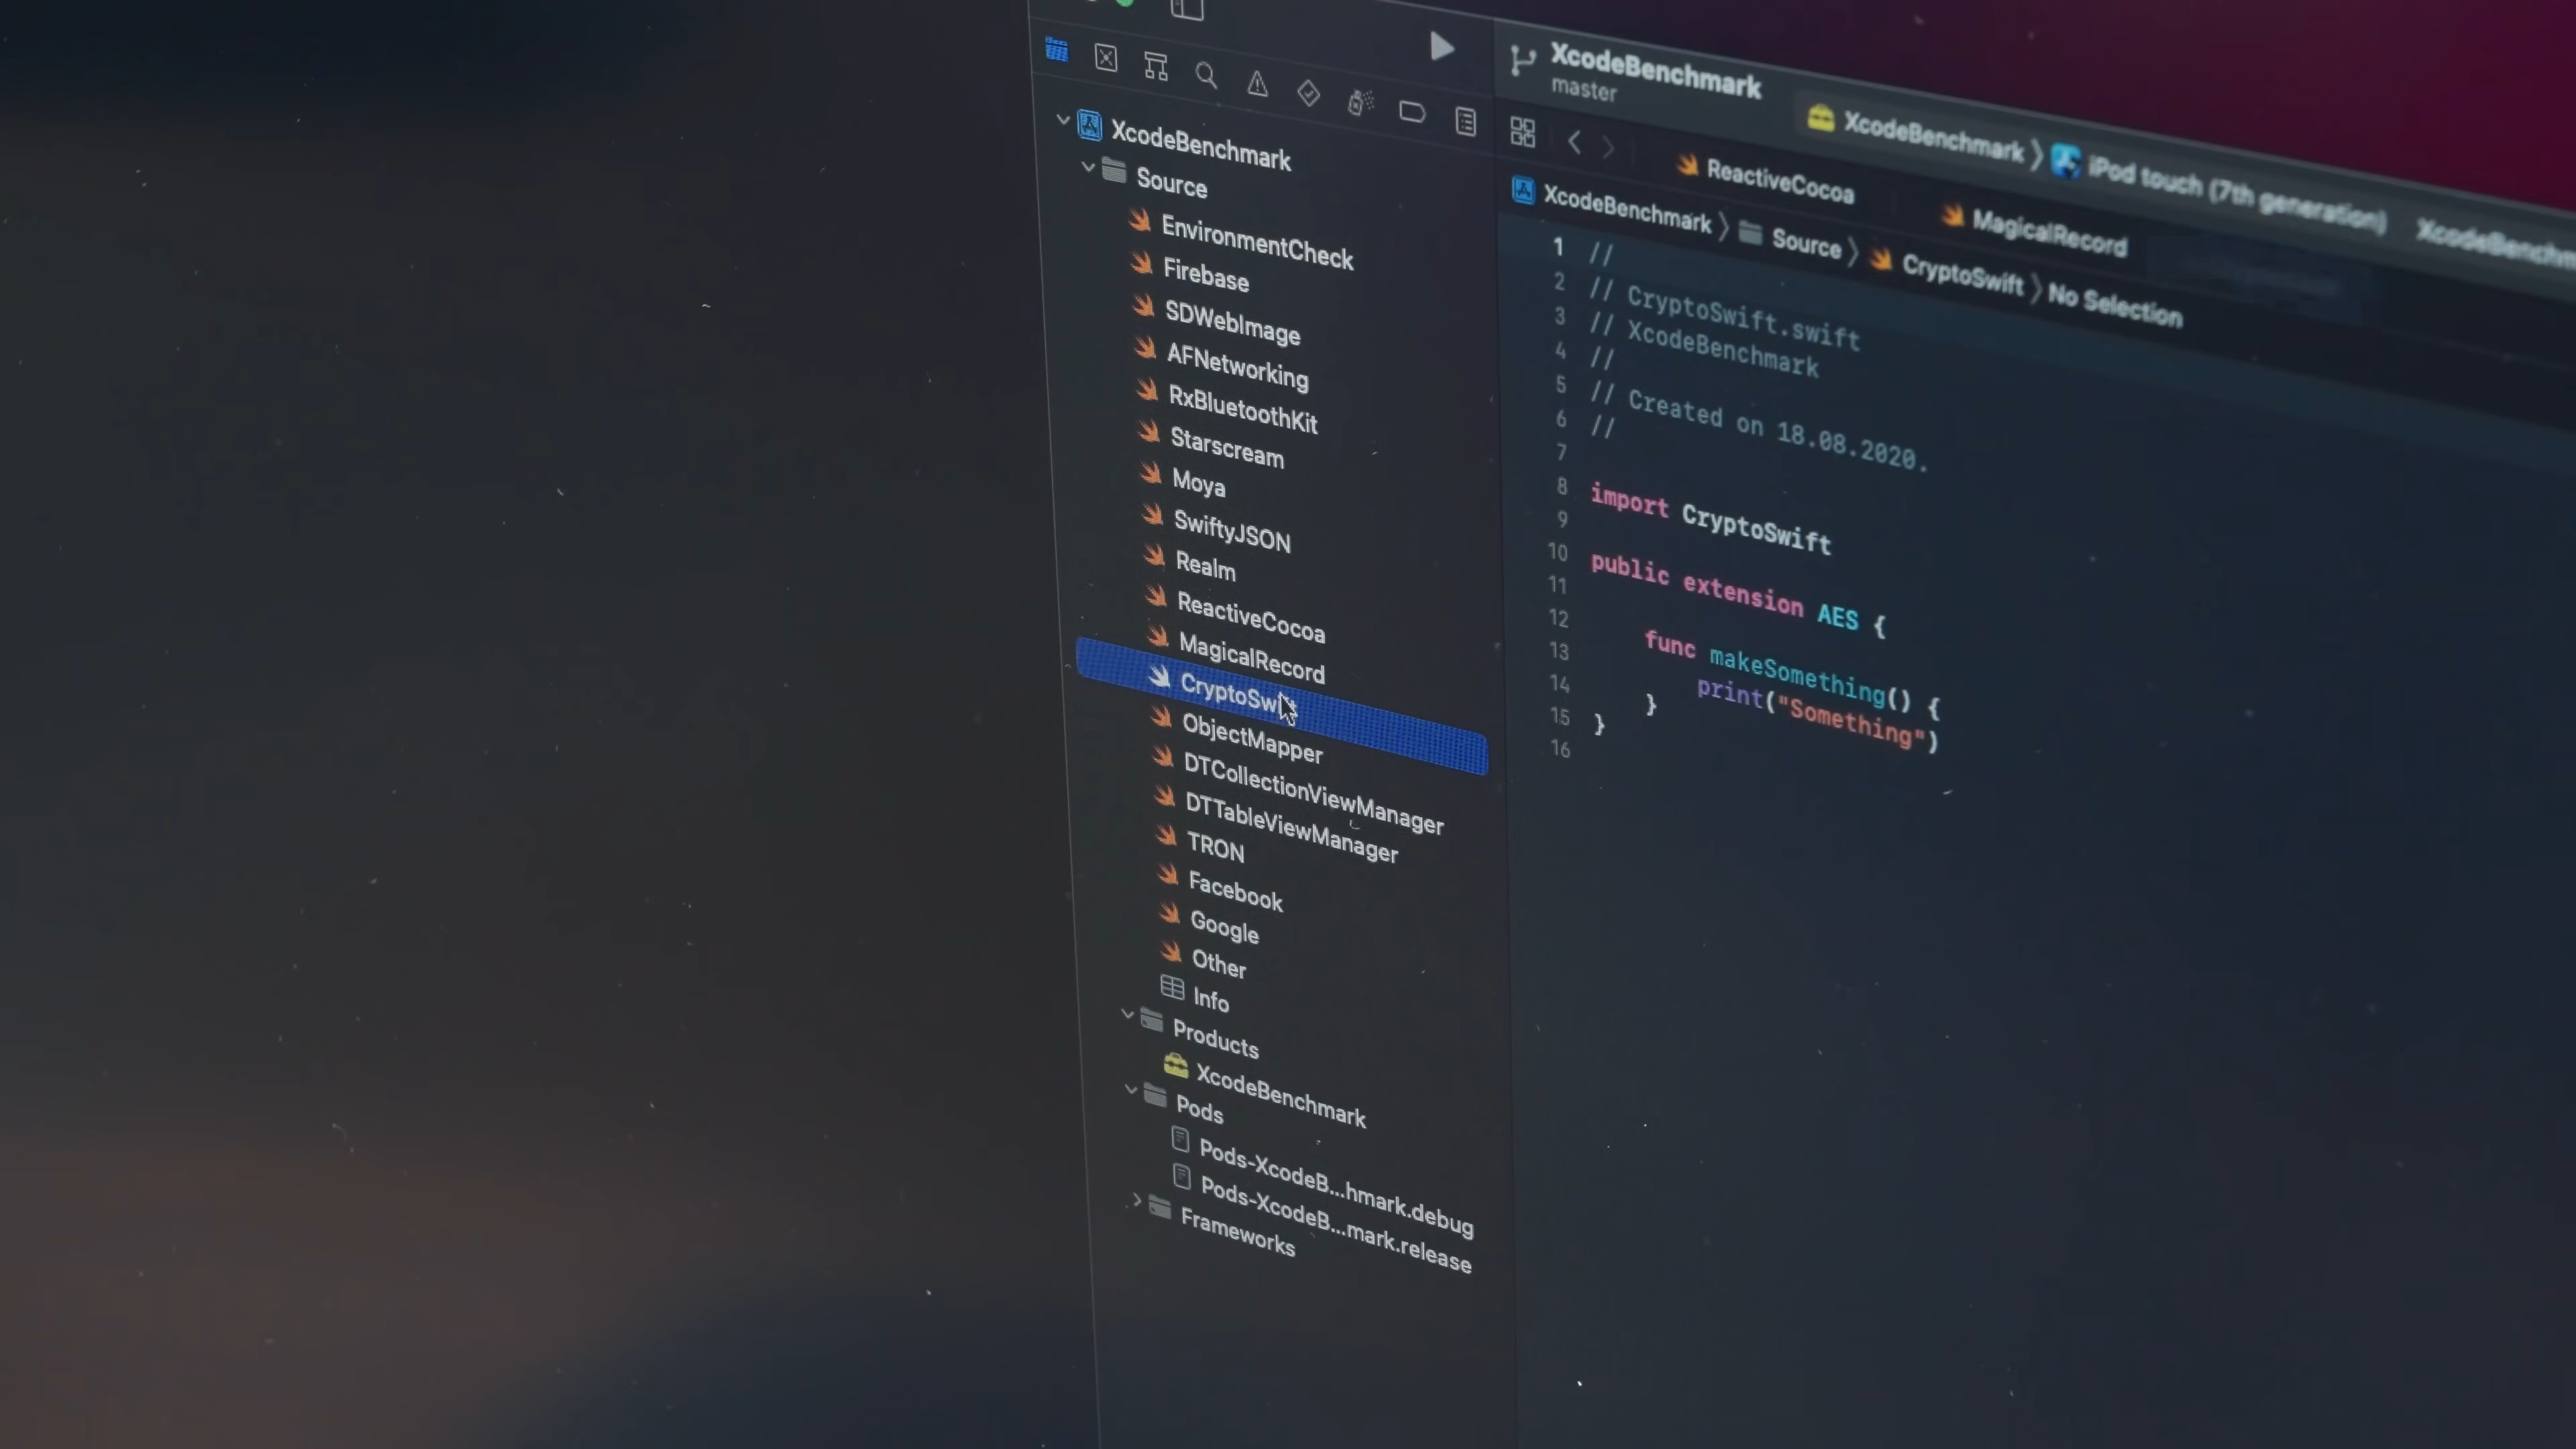 XcodeBenchmark
master
XcodeBenchmark
iPod touch (7th generation)
ReactiveCocoa
MagicalRecord
XcodeBenchmark
Source
CryptoSwift
No Selection
XcodeBenchmark
Source
EnvironmentCheck
Firebase
SDWebImage
AFNetworking
RxBluetoothKit
Starscream
Moya
SwiftyJSON
Realm
ReactiveCocoa
MagicalRecord
CryptoSwift
ObjectMapper
DTCollectionViewManager
DTTableViewManager
TRON
Facebook
Google
Other
Info
Products
XcodeBenchmark
Pods
Pods-XcodeB...hmark.debug
Pods-XcodeB...mark.release
Frameworks
1 //
2 // CryptoSwift.swift
3 // XcodeBenchmark
4 //
5 // Created on 18.08.2020.
6 //
7
8 import CryptoSwift
9
10 public extension AES {
11
12 func makeSomething() {
13 print("Something")
14 }
15 }
16